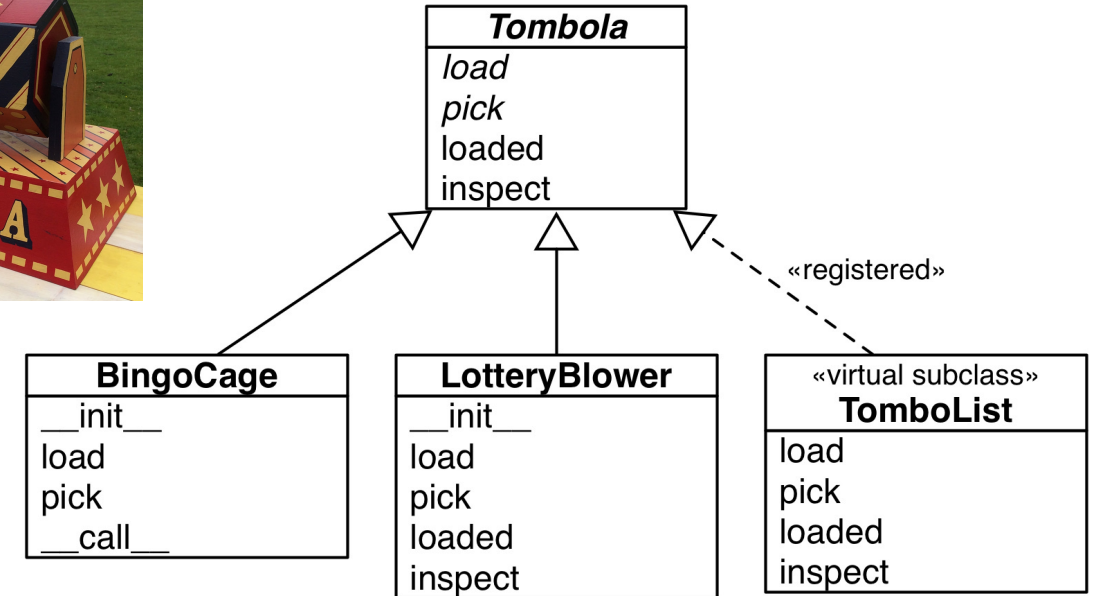 Tombola
load
pick
loaded
inspect
A
«registered»
BingoCage
__init__
load
pick
__call__
LotteryBlower
__init__
load
pick
loaded
inspect
«virtual subclass»
TomboList
load
pick
loaded
inspect